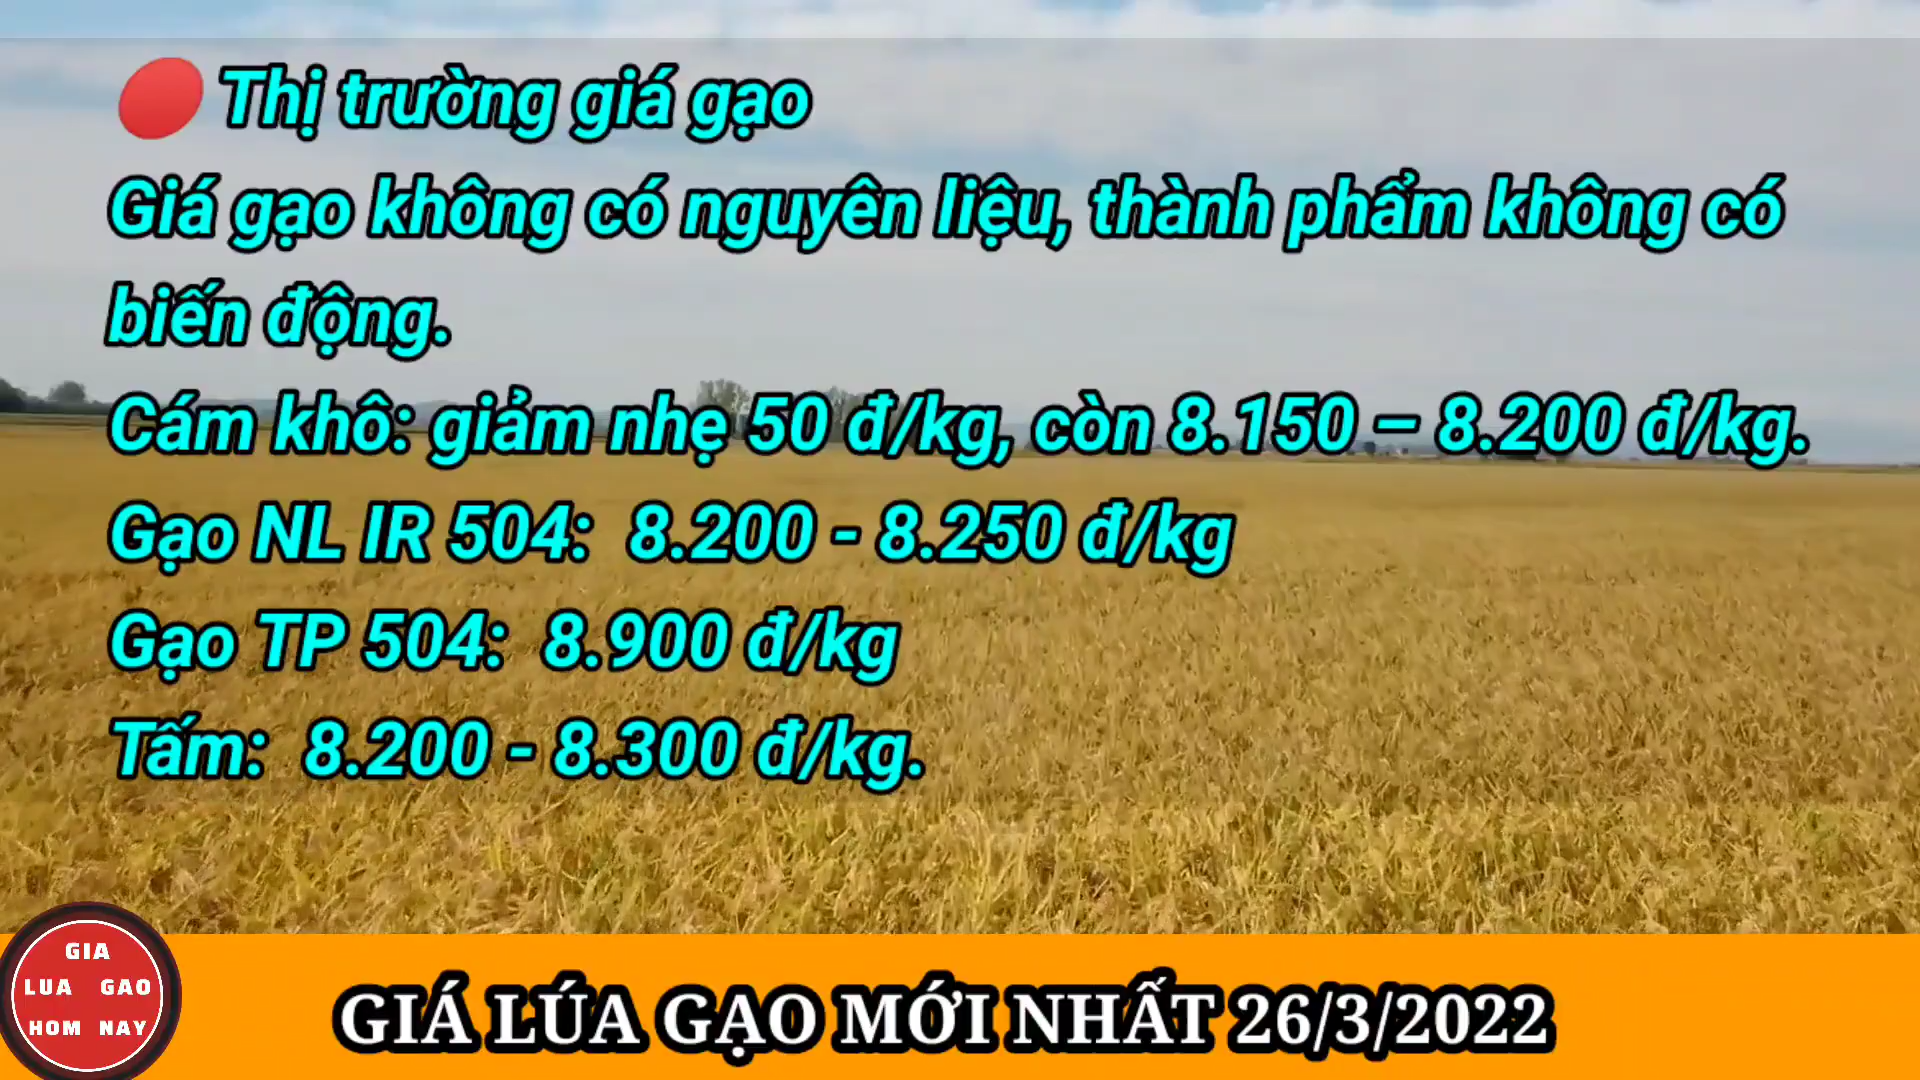 Thị trường giá gạo
Giá gạo không có nguyên liệu, thành phẩm không có
biến động.
Cám khô: giảm nhẹ 50 đ/kg, còn 8.150 – 8.200 đ/kg.
Gạo NL IR 504: 8.200 - 8.250 đ/kg
Gạo TP 504: 8.900 đ/kg
Tấm: 8.200 - 8.300 đ/kg.
GIA
LUA GAO
HOM NAY
GIÁ LÚA GẠO MỚI NHẤT 26/3/2022